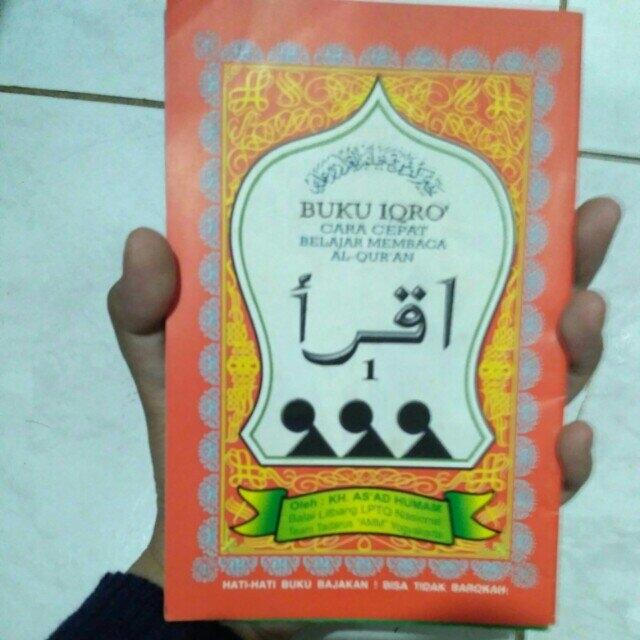 BUKU IQRO'
CARA CEPAT
BELAJAR MEMBACA
AL-QUR'AN
اقرأ
1
Oleh : KH. AS'AD HUMAM
Balai Litbang LPTQ Nasional
Team Tadarus "AMM" Yogyakarta
HATI-HATI BUKU BAJAKAN ! BISA TIDAK BAROKAH.